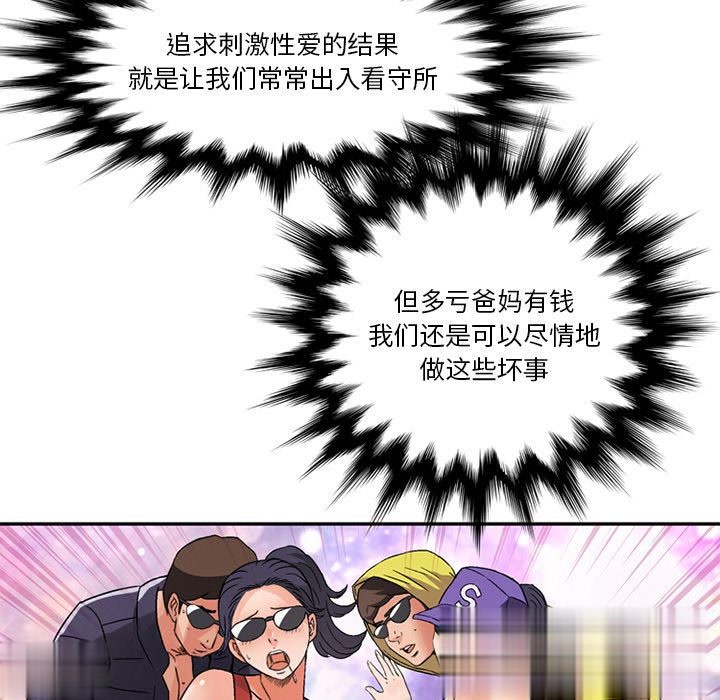 追求刺激性爱的结果
就是让我们常常出入看守所
但多亏爸妈有钱
我们还是可以尽情地
做这些坏事
S